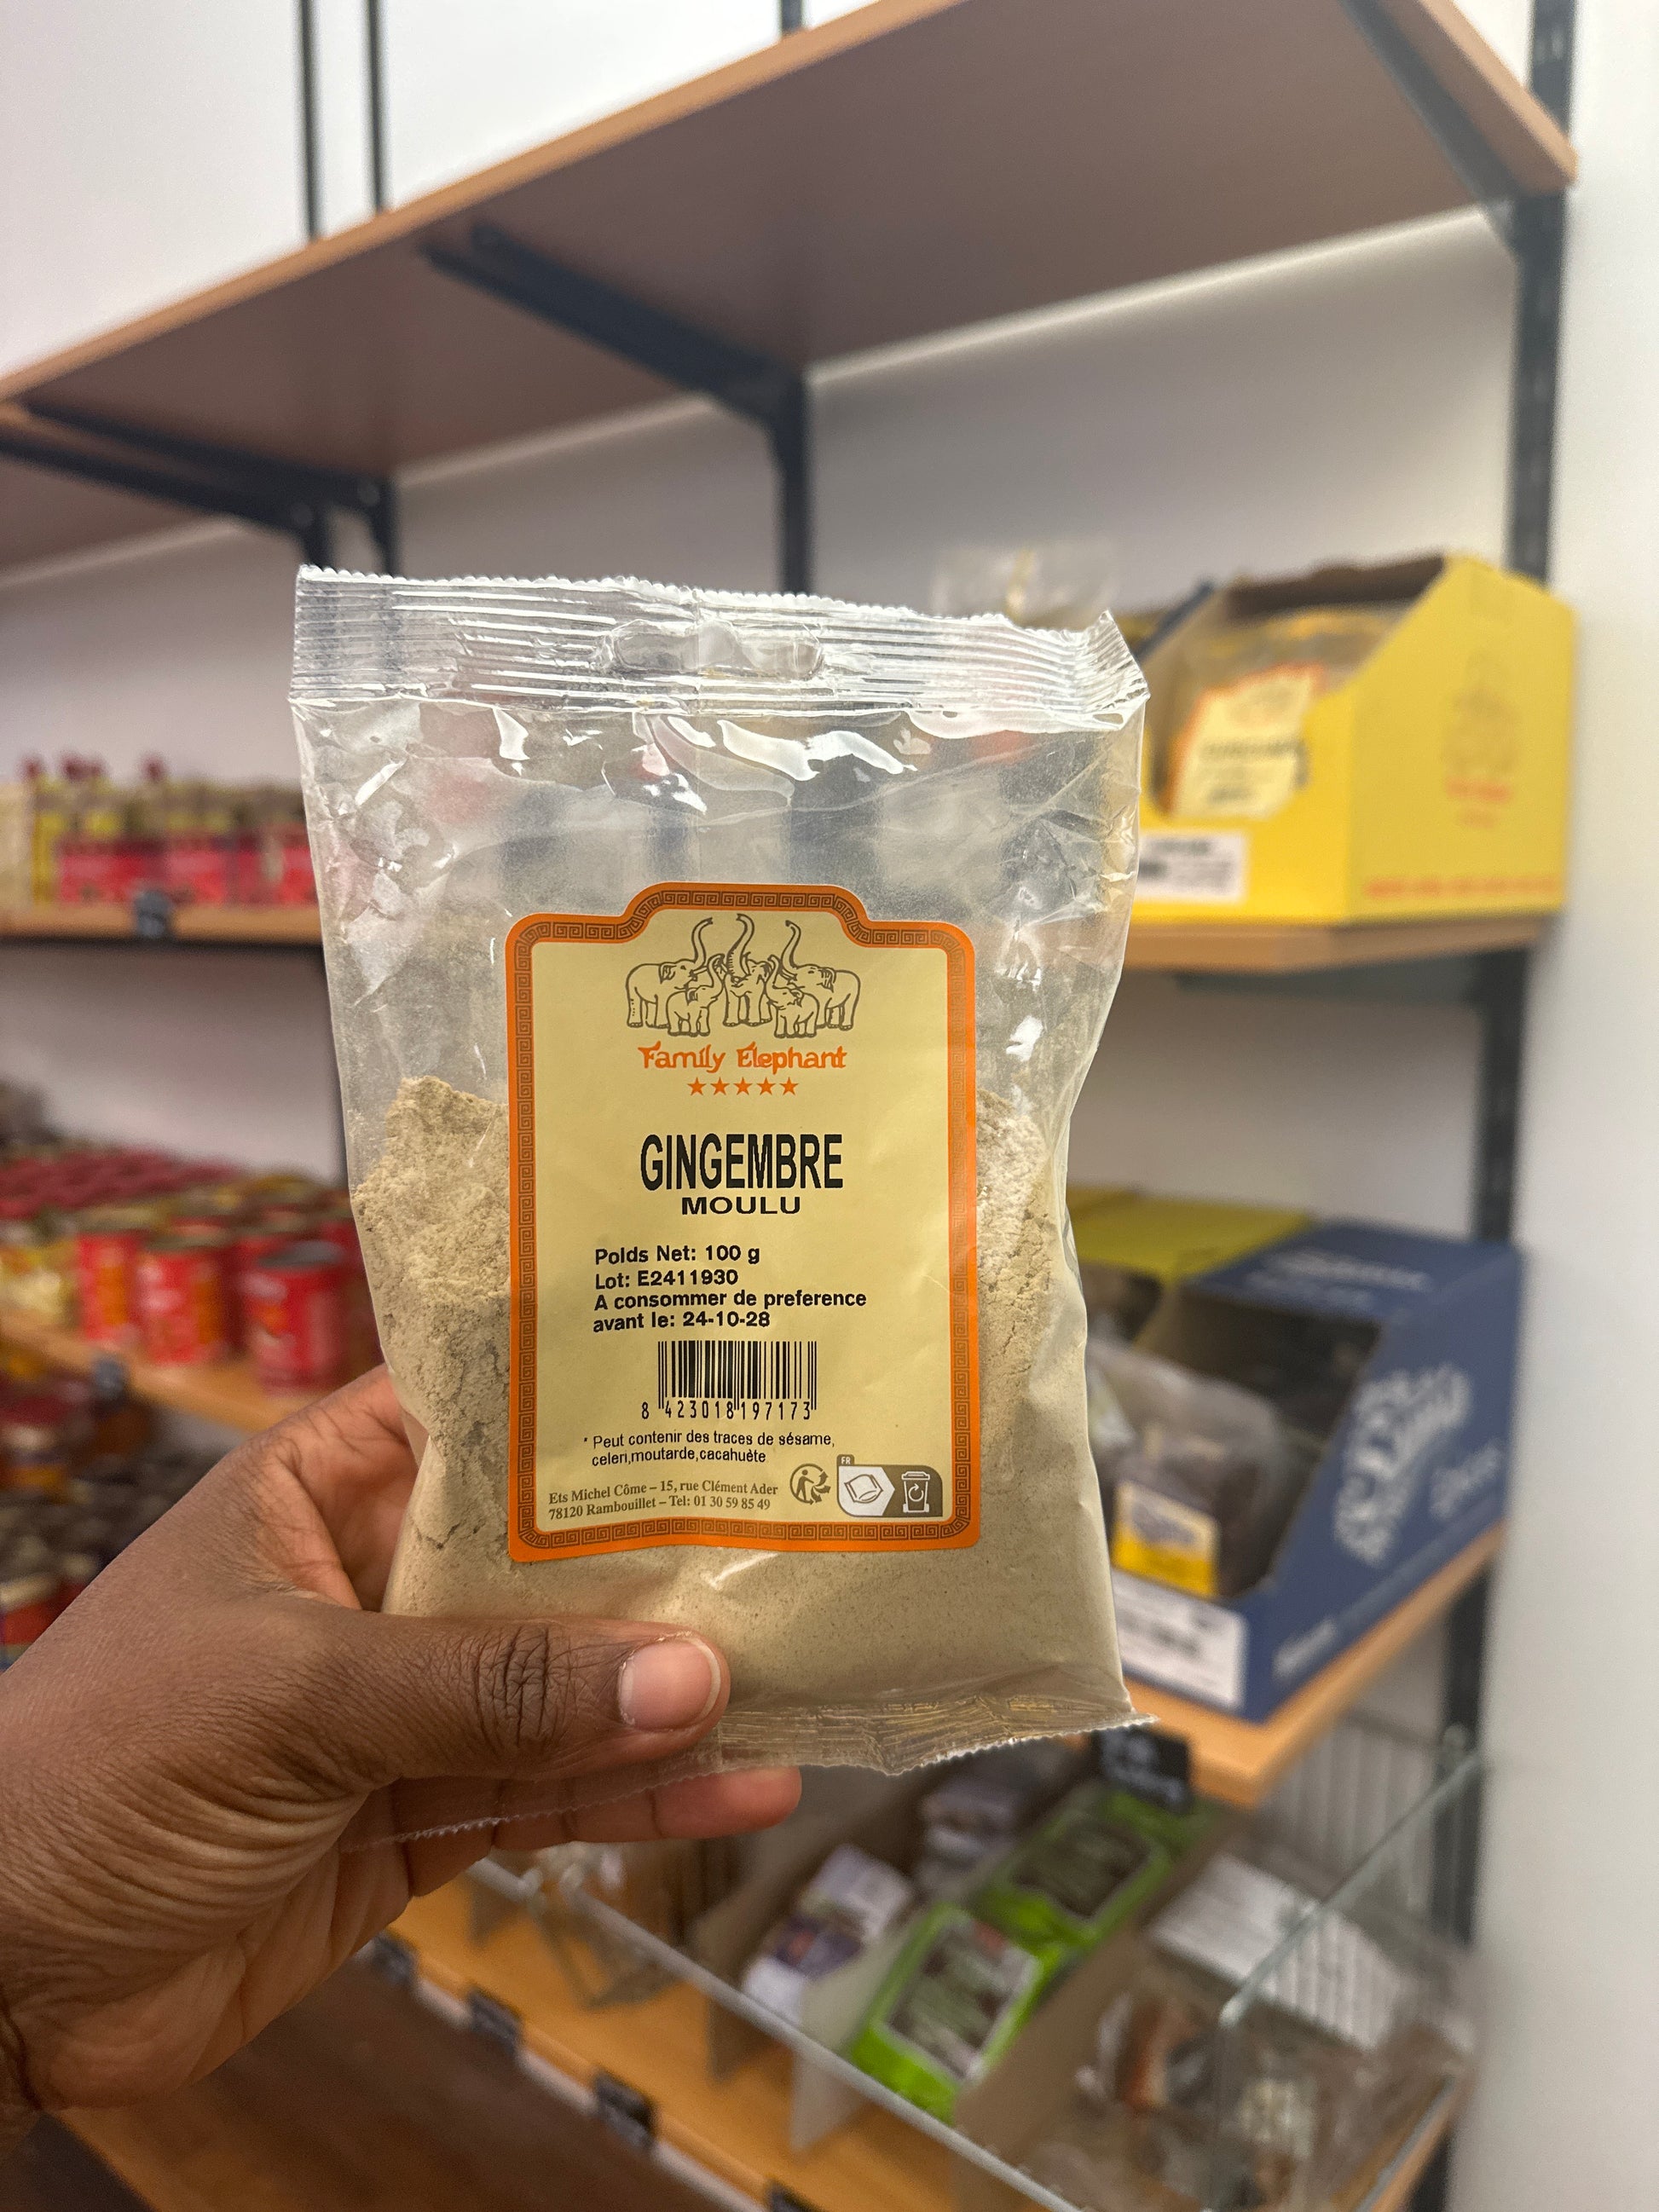 Family Elephant
GINGEMBRE
MOULU
Poids Net: 100 g
Lot: E2411930
A consommer de preference
avant le: 24-10-28
8 423018 197173
* Peut contenir des traces de sésame,
celeri,moutarde,cacahuète
Ets Michel Côme – 15, rue Clément Ader
78120 Rambouillet – Tel: 01 30 59 85 49
FR